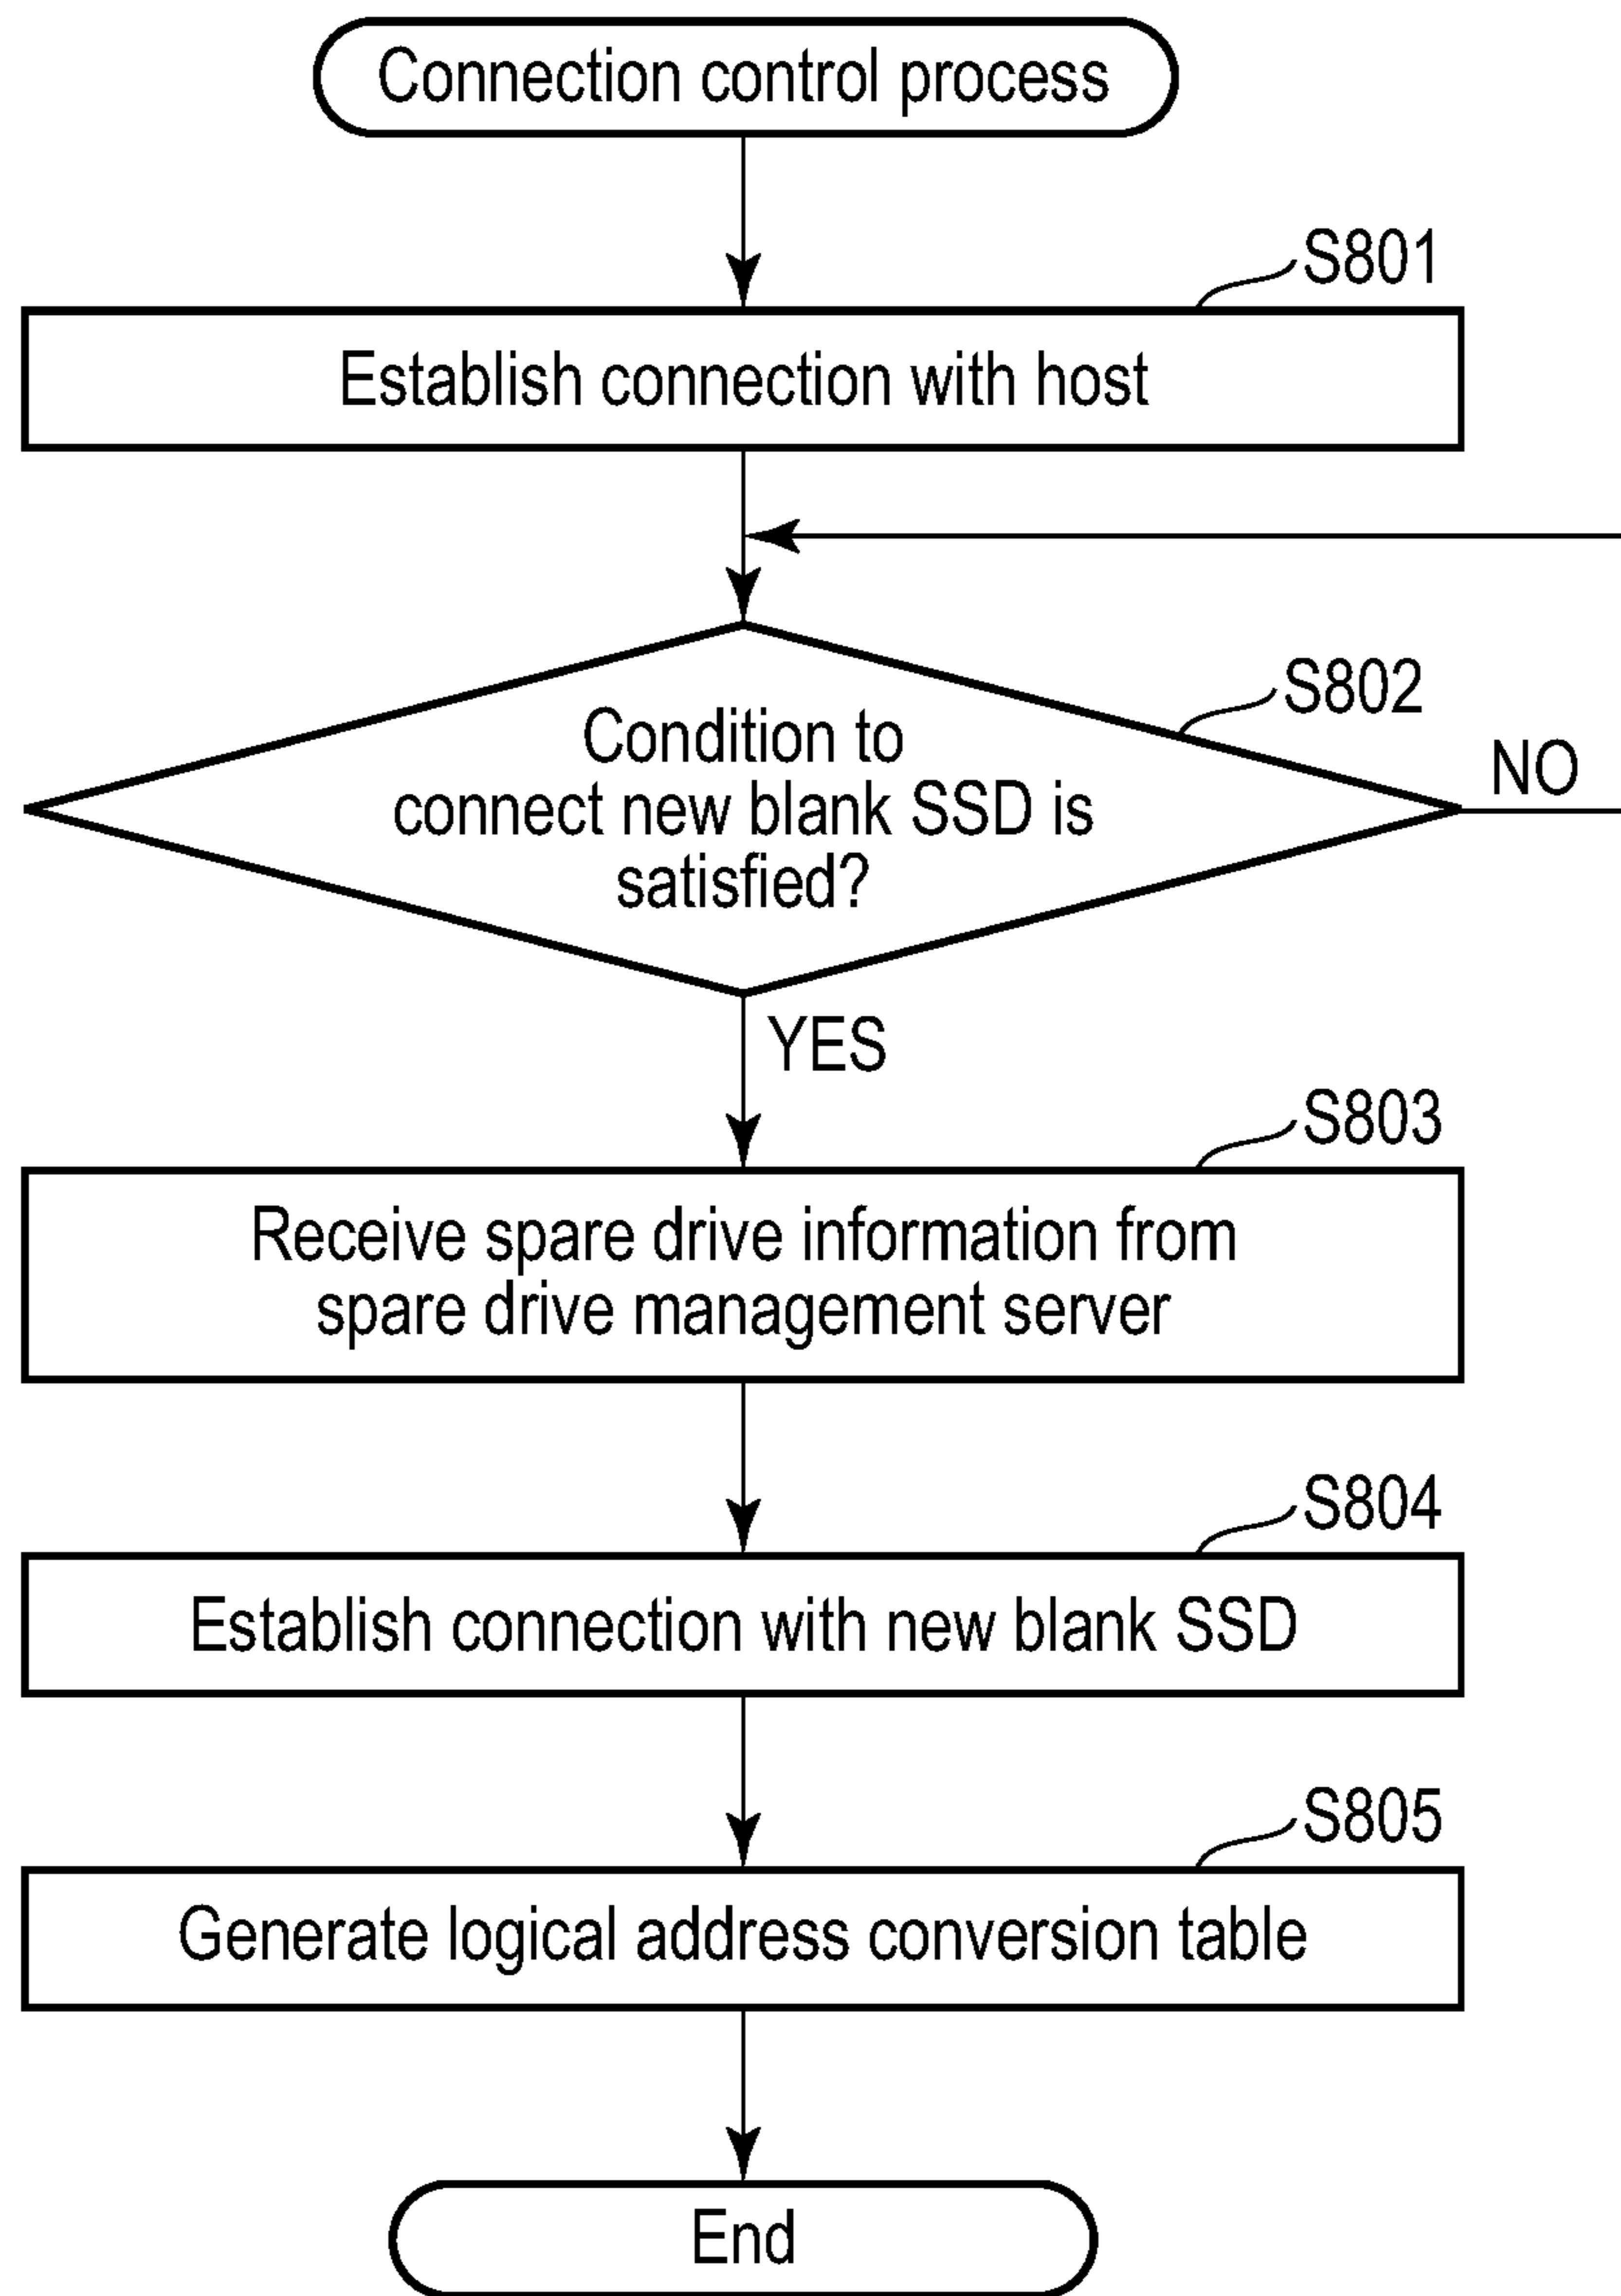 Connection control process
S801
Establish connection with host
S802
Condition to
connect new blank SSD is
satisfied?
NO
YES
S803
Receive spare drive information from
spare drive management server
S804
Establish connection with new blank SSD
S805
Generate logical address conversion table
End